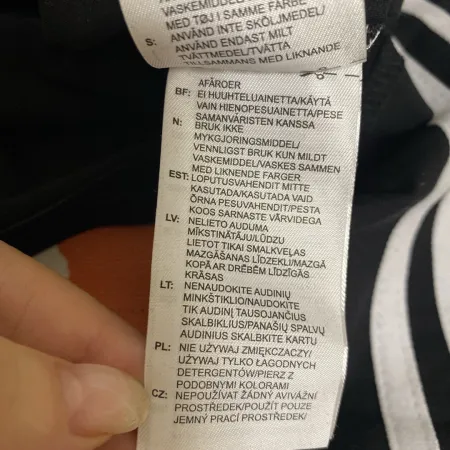 VASKEMIDDEL/
MED TØJ I SAMME FARBE
S: ANVÄND INTE SKÖLJMEDEL/
ANVÄND ENDAST MILT
TVÄTTMEDEL/TVÄTTA
TILLSAMMANS MED LIKNANDE
AFÄROER
BF: EI HUUHTELUAINETTA/KÄYTÄ
VAIN HIENOPESUAINETTA/PESE
SAMANVÄRISTEN KANSSA
N: BRUK IKKE
MYKGJORINGSMIDDEL/
VENNLIGST BRUK KUN MILDT
VASKEMIDDEL/VASKES SAMMEN
MED LIKNENDE FARGER
EST: LOPUTUSVAHENDIT MITTE
KASUTADA/KASUTADA VAID
ÕRNA PESUVAHENDIT/PESTA
KOOS SARNASTE VÄRVIDEGA
LV: NELIETO AUDUMA
MĪKSTINĀTĀJU/LŪDZU
LIETOT TIKAI SMALKVEĻAS
MAZGĀŠANAS LĪDZEKLI/MAZGĀ
KOPĀ AR DRĒBĒM LĪDZĪGĀS
KRĀSAS
LT: NENAUDOKITE AUDINIŲ
MINKŠTIKLIO/NAUDOKITE
TIK AUDINĮ TAUSOJANČIUS
SKALBIKLIUS/PANAŠIŲ SPALVŲ
AUDINIUS SKALBKITE KARTU
PL: NIE UŻYWAJ ZMIĘKCZACZY/
UŻYWAJ TYLKO ŁAGODNYCH
DETERGENTÓW/PIERZ Z
PODOBNYMI KOLORAMI
CZ: NEPOUŽÍVAT ŽÁDNÝ AVIVÁŽNÍ
PROSTŘEDEK/POUŽÍT POUZE
JEMNÝ PRACÍ PROSTŘEDEK/